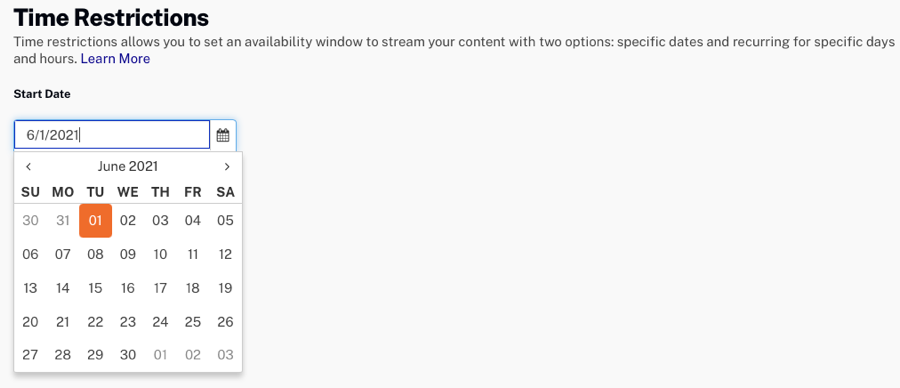 Time Restrictions
Time restrictions allows you to set an availability window to stream your content with two options: specific dates and recurring for specific days
and hours. Learn More
Start Date
6/1/2021
< June 2021 >
SU MO TU WE TH FR SA
30 31 01 02 03 04 05
06 07 08 09 10 11 12
13 14 15 16 17 18 19
20 21 22 23 24 25 26
27 28 29 30 01 02 03